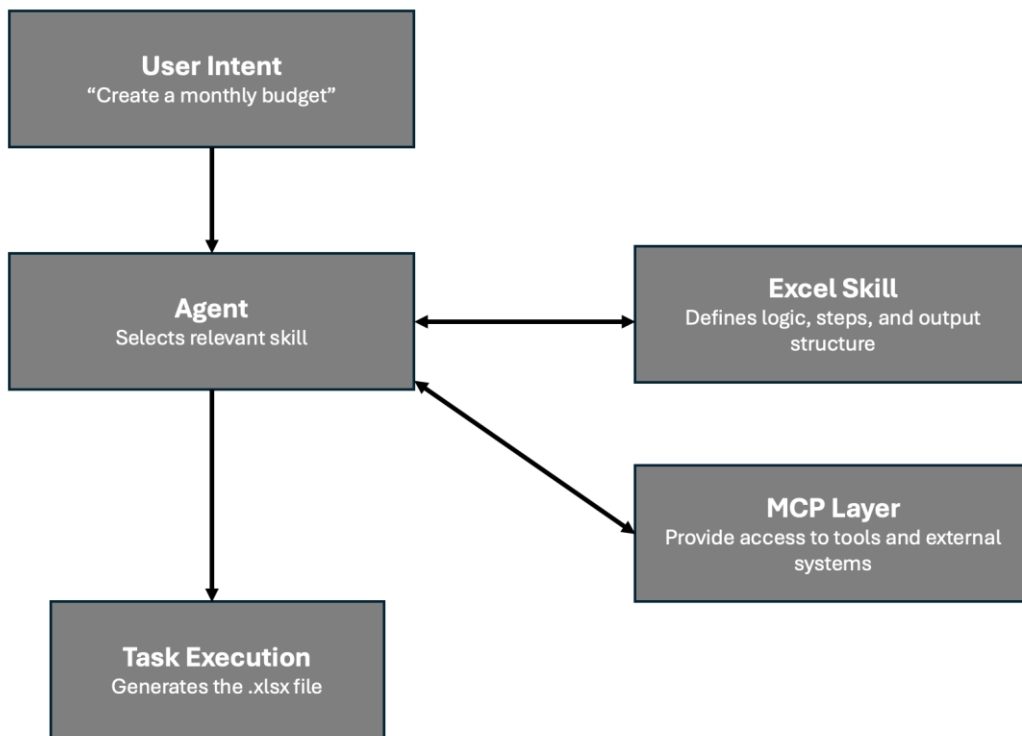 User Intent
“Create a monthly budget”
Agent
Selects relevant skill
Excel Skill
Defines logic, steps, and output
structure
MCP Layer
Provide access to tools and external
systems
Task Execution
Generates the .xlsx file